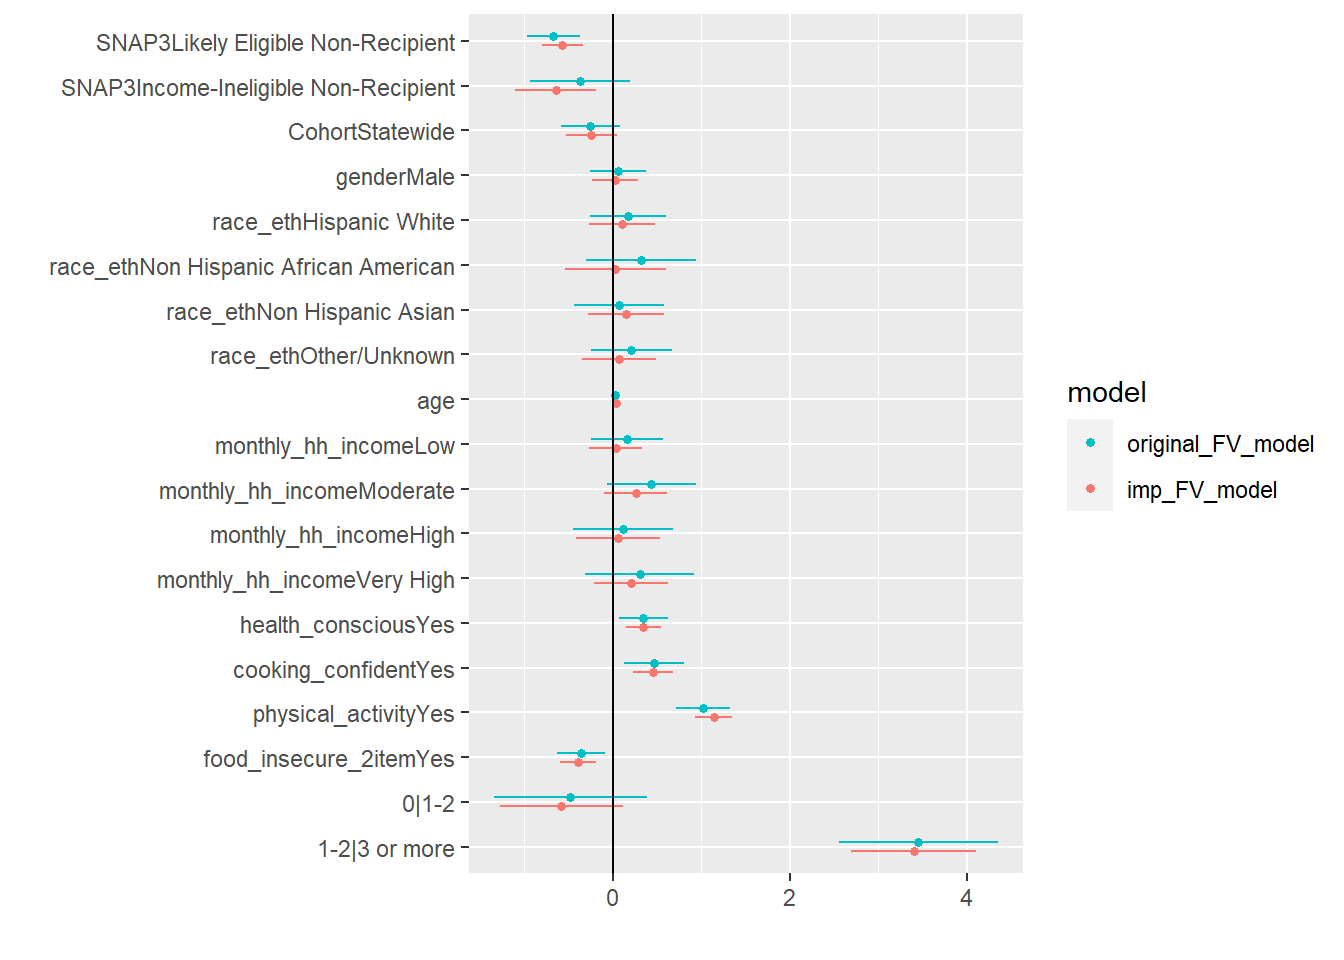 SNAP3Likely Eligible Non-Recipient
SNAP3Income-Ineligible Non-Recipient
CohortStatewide
genderMale
race_ethHispanic White
race_ethNon Hispanic African American
race_ethNon Hispanic Asian
race_ethOther/Unknown
age
monthly_hh_incomeLow
monthly_hh_incomeModerate
monthly_hh_incomeHigh
monthly_hh_incomeVery High
health_consciousYes
cooking_confidentYes
physical_activityYes
food_insecure_2itemYes
0|1-2
1-2|3 or more
0 2 4
model
original_FV_model
imp_FV_model